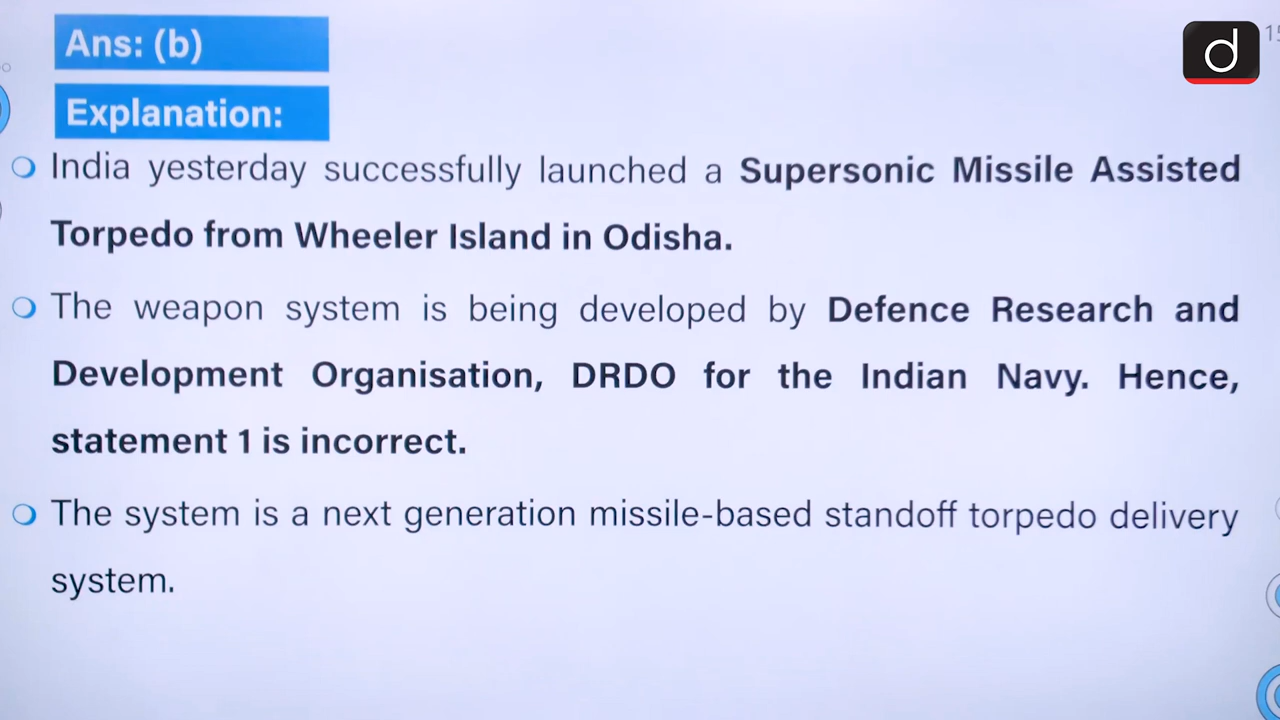 Ans: (b)
Explanation:
India yesterday successfully launched a Supersonic Missile Assisted
Torpedo from Wheeler Island in Odisha.
The weapon system is being developed by Defence Research and
Development Organisation, DRDO for the Indian Navy. Hence,
statement 1 is incorrect.
The system is a next generation missile-based standoff torpedo delivery
system.
d